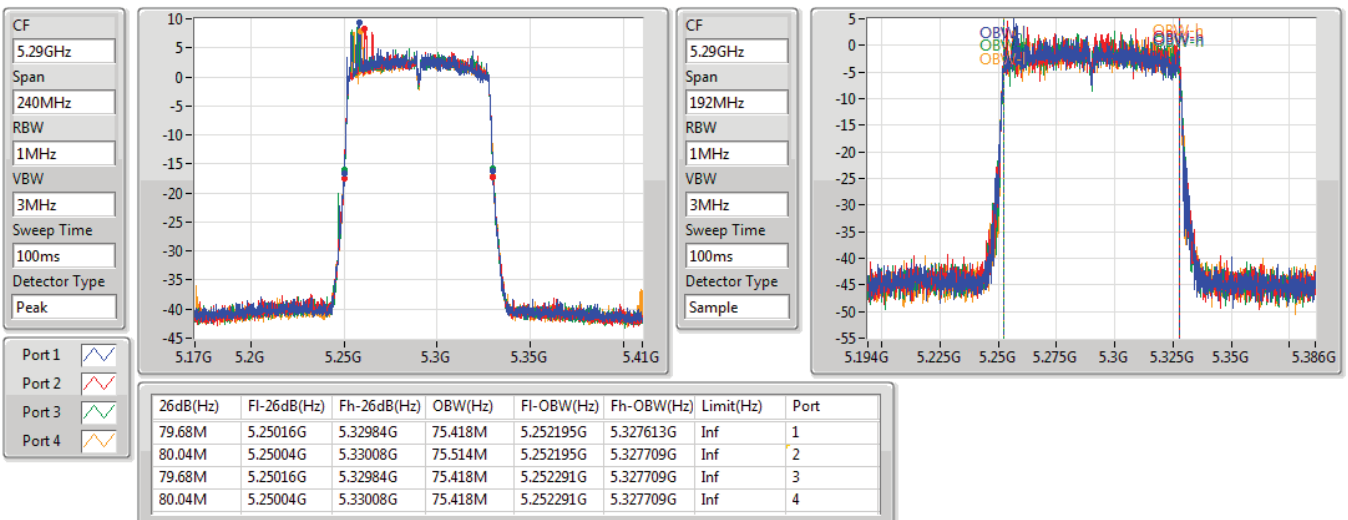 CF
5.29GHz
Span
240MHz
RBW
1MHz
VBW
3MHz
Sweep Time
100ms
Detector Type
Peak
10
5
0
-5
-10
-15
-20
-25
-30
-35
-40
-45
5.17G 5.2G 5.25G 5.3G 5.35G 5.41G
CF
5.29GHz
Span
192MHz
RBW
1MHz
VBW
3MHz
Sweep Time
100ms
Detector Type
Sample
5
0
-5
-10
-15
-20
-25
-30
-35
-40
-45
-50
-55
OBW-h
OBW-h
5.194G 5.225G 5.25G 5.275G 5.3G 5.325G 5.35G 5.386G
Port 1
Port 2
Port 3
Port 4
26dB(Hz) Fl-26dB(Hz) Fh-26dB(Hz) OBW(Hz) Fl-OBW(Hz) Fh-OBW(Hz) Limit(Hz) Port
79.68M 5.25016G 5.32984G 75.418M 5.252195G 5.327613G Inf 1
80.04M 5.25004G 5.33008G 75.514M 5.252195G 5.327709G Inf 2
79.68M 5.25016G 5.32984G 75.418M 5.252291G 5.327709G Inf 3
80.04M 5.25004G 5.33008G 75.418M 5.252291G 5.327709G Inf 4